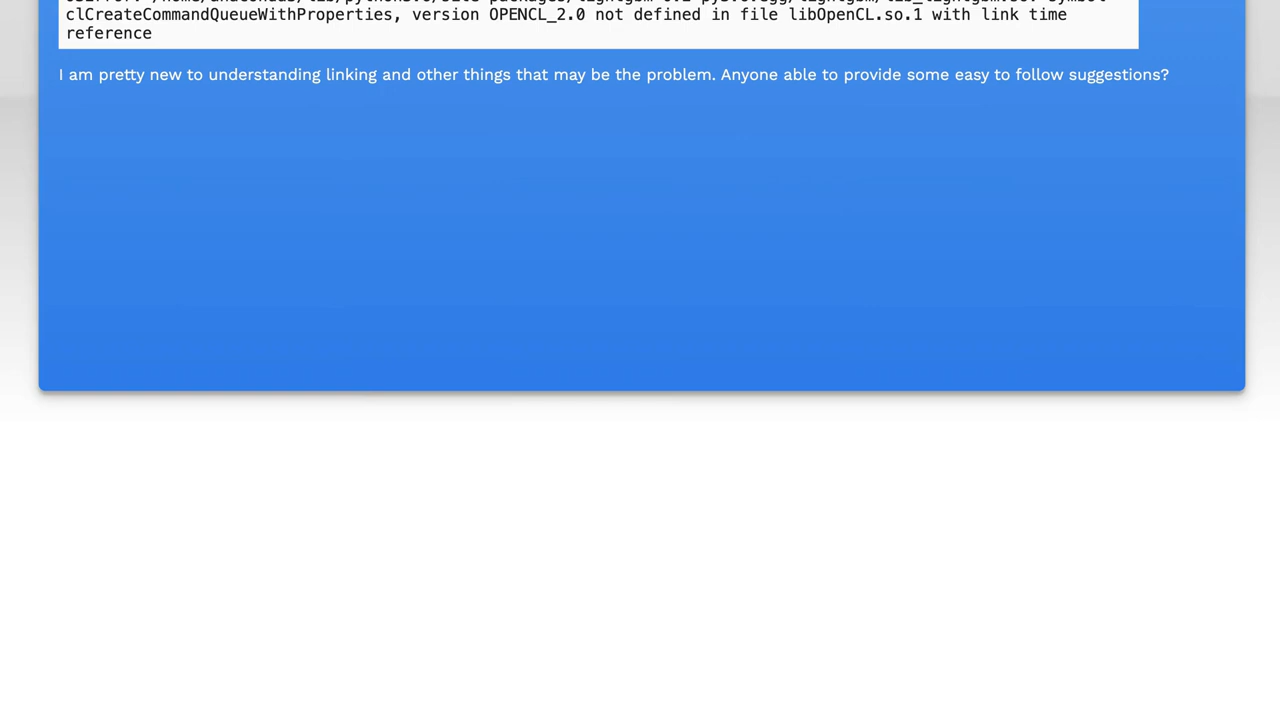 clCreateCommandQueueWithProperties, version OPENCL_2.0 not defined in file libOpenCL.so.1 with link time
reference
I am pretty new to understanding linking and other things that may be the problem. Anyone able to provide some easy to follow suggestions?